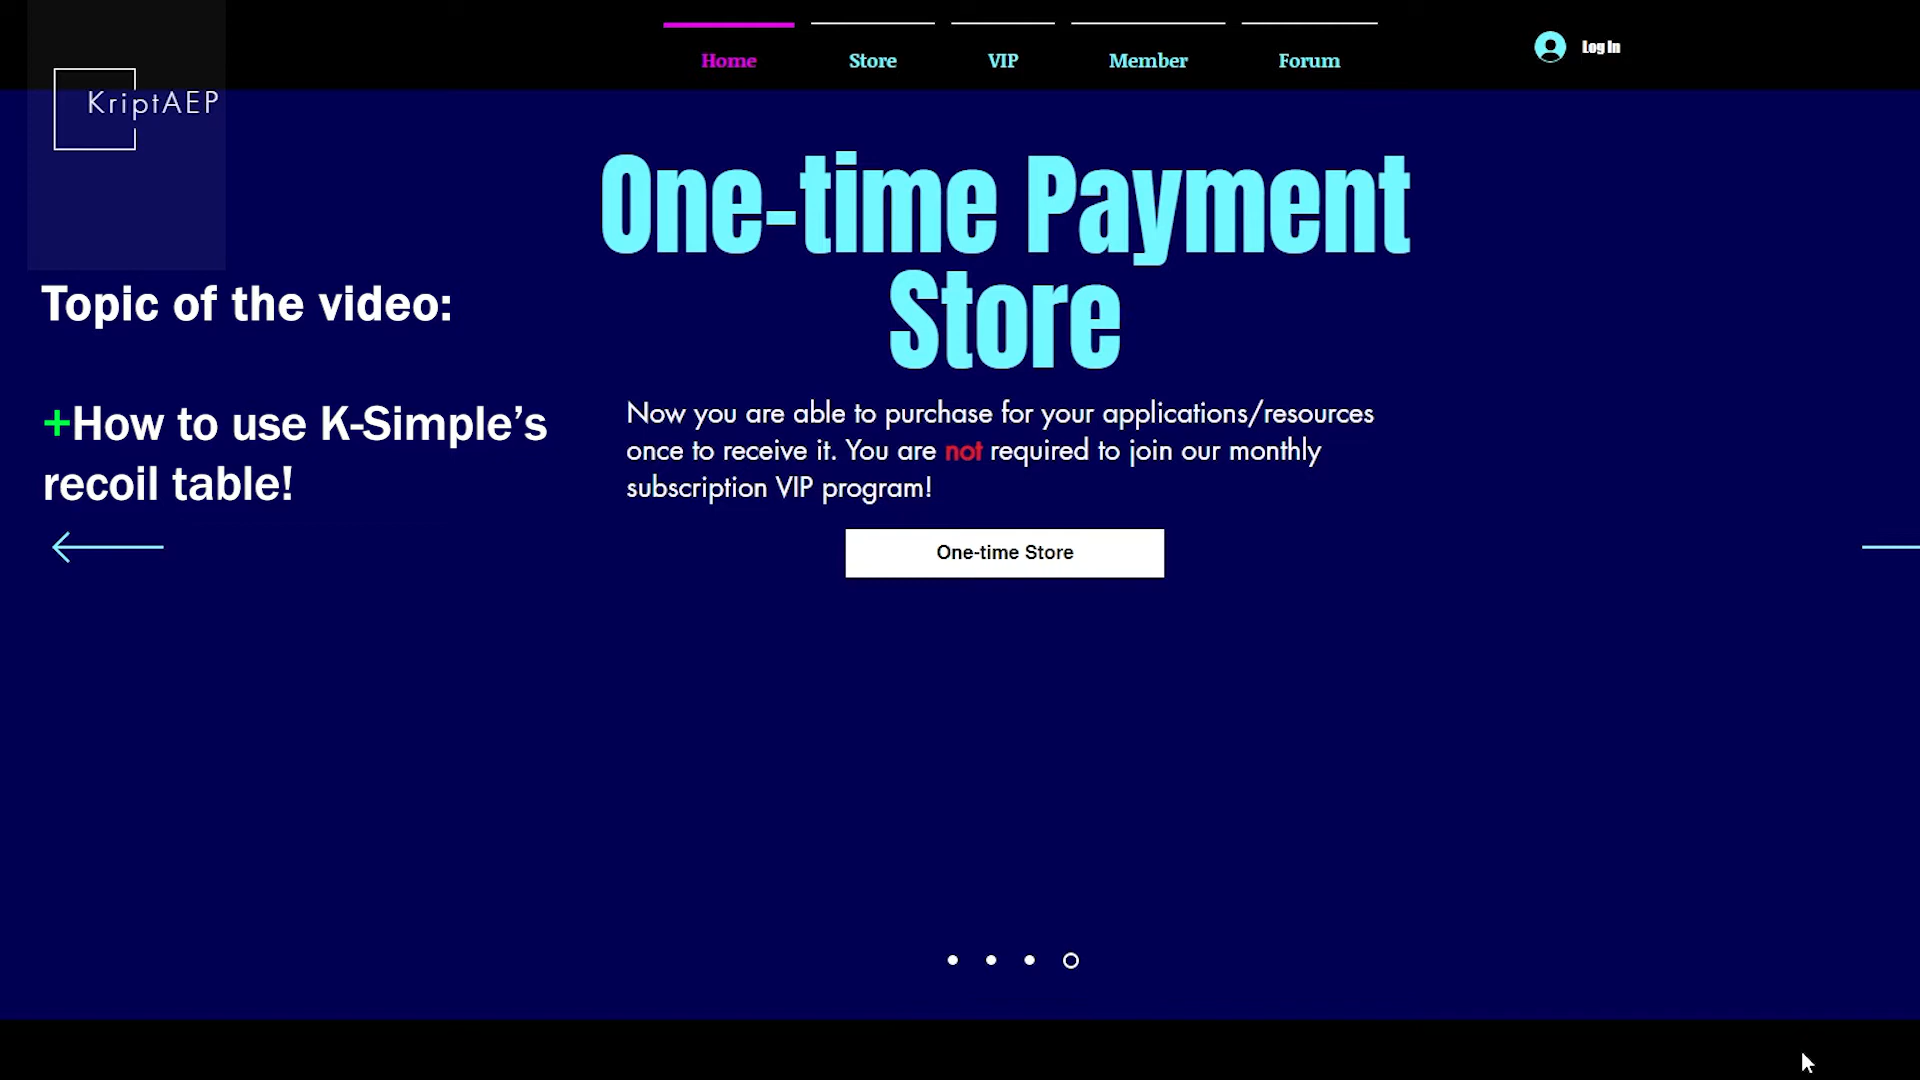 Home
Store
VIP
Member
Forum
Log In
KriptAEP
One-time Payment
Store
Topic of the video:
+How to use K-Simple’s
recoil table!
Now you are able to purchase for your applications/resources
once to receive it. You are not required to join our monthly
subscription VIP program!
One-time Store